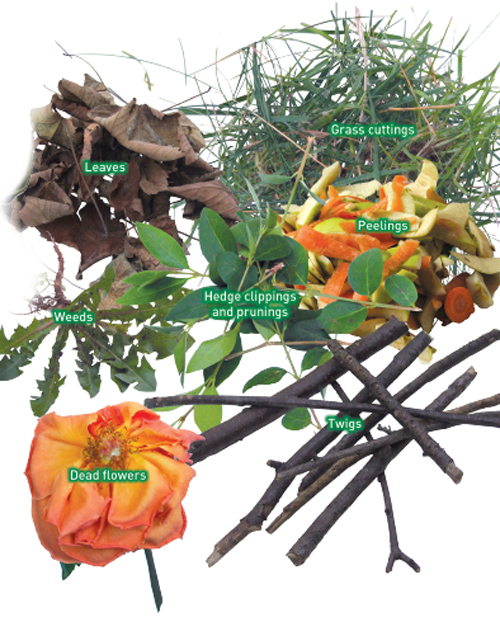 Grass cuttings
Leaves
Peelings
Hedge clippings
and prunings
Weeds
Twigs
Dead flowers